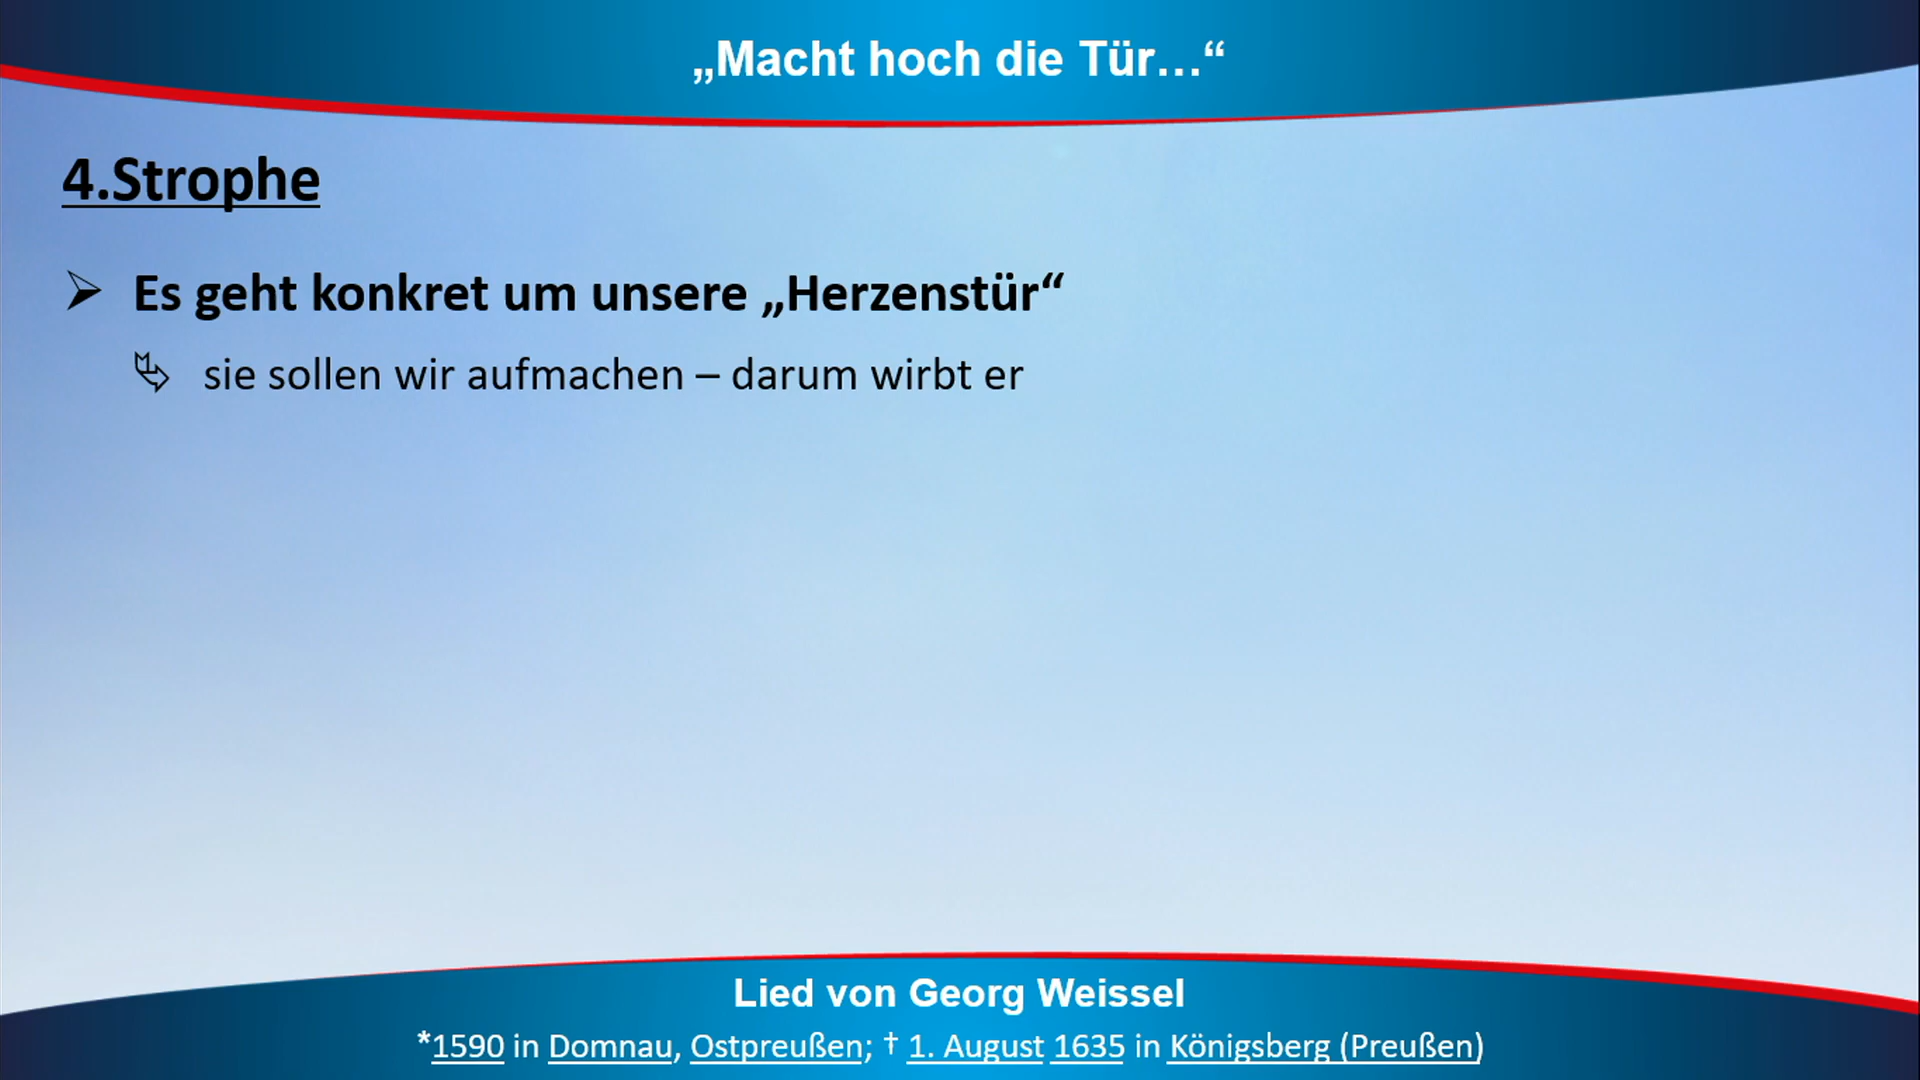 „Macht hoch die Tür…“
4.Strophe
➢ Es geht konkret um unsere „Herzenstür“
sie sollen wir aufmachen – darum wirbt er
Lied von Georg Weissel
*1590 in Domnau, Ostpreußen; † 1. August 1635 in Königsberg (Preußen)